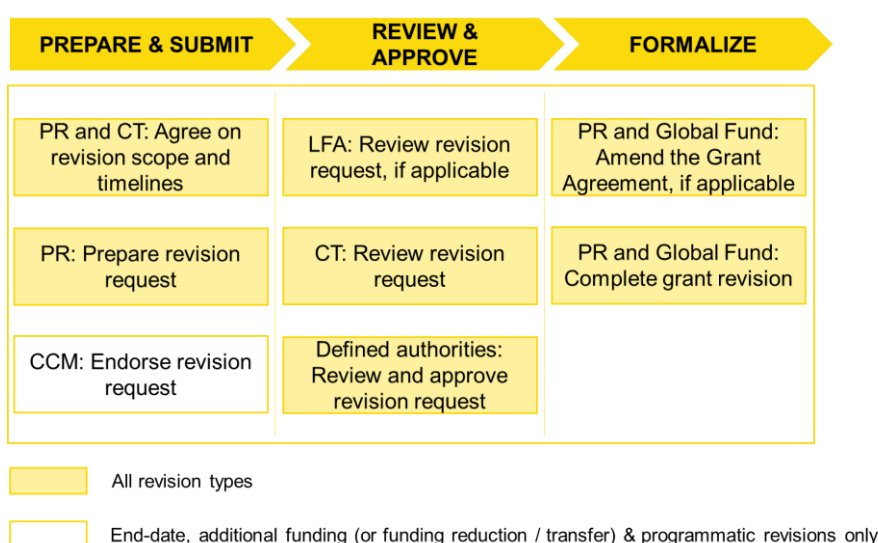 PREPARE & SUBMIT
REVIEW &
APPROVE
FORMALIZE
PR and CT: Agree on
revision scope and
timelines
PR: Prepare revision
request
CCM: Endorse revision
request
LFA: Review revision
request, if applicable
CT: Review revision
request
Defined authorities:
Review and approve
revision request
PR and Global Fund:
Amend the Grant
Agreement, if applicable
PR and Global Fund:
Complete grant revision
All revision types
End-date, additional funding (or funding reduction / transfer) & programmatic revisions only